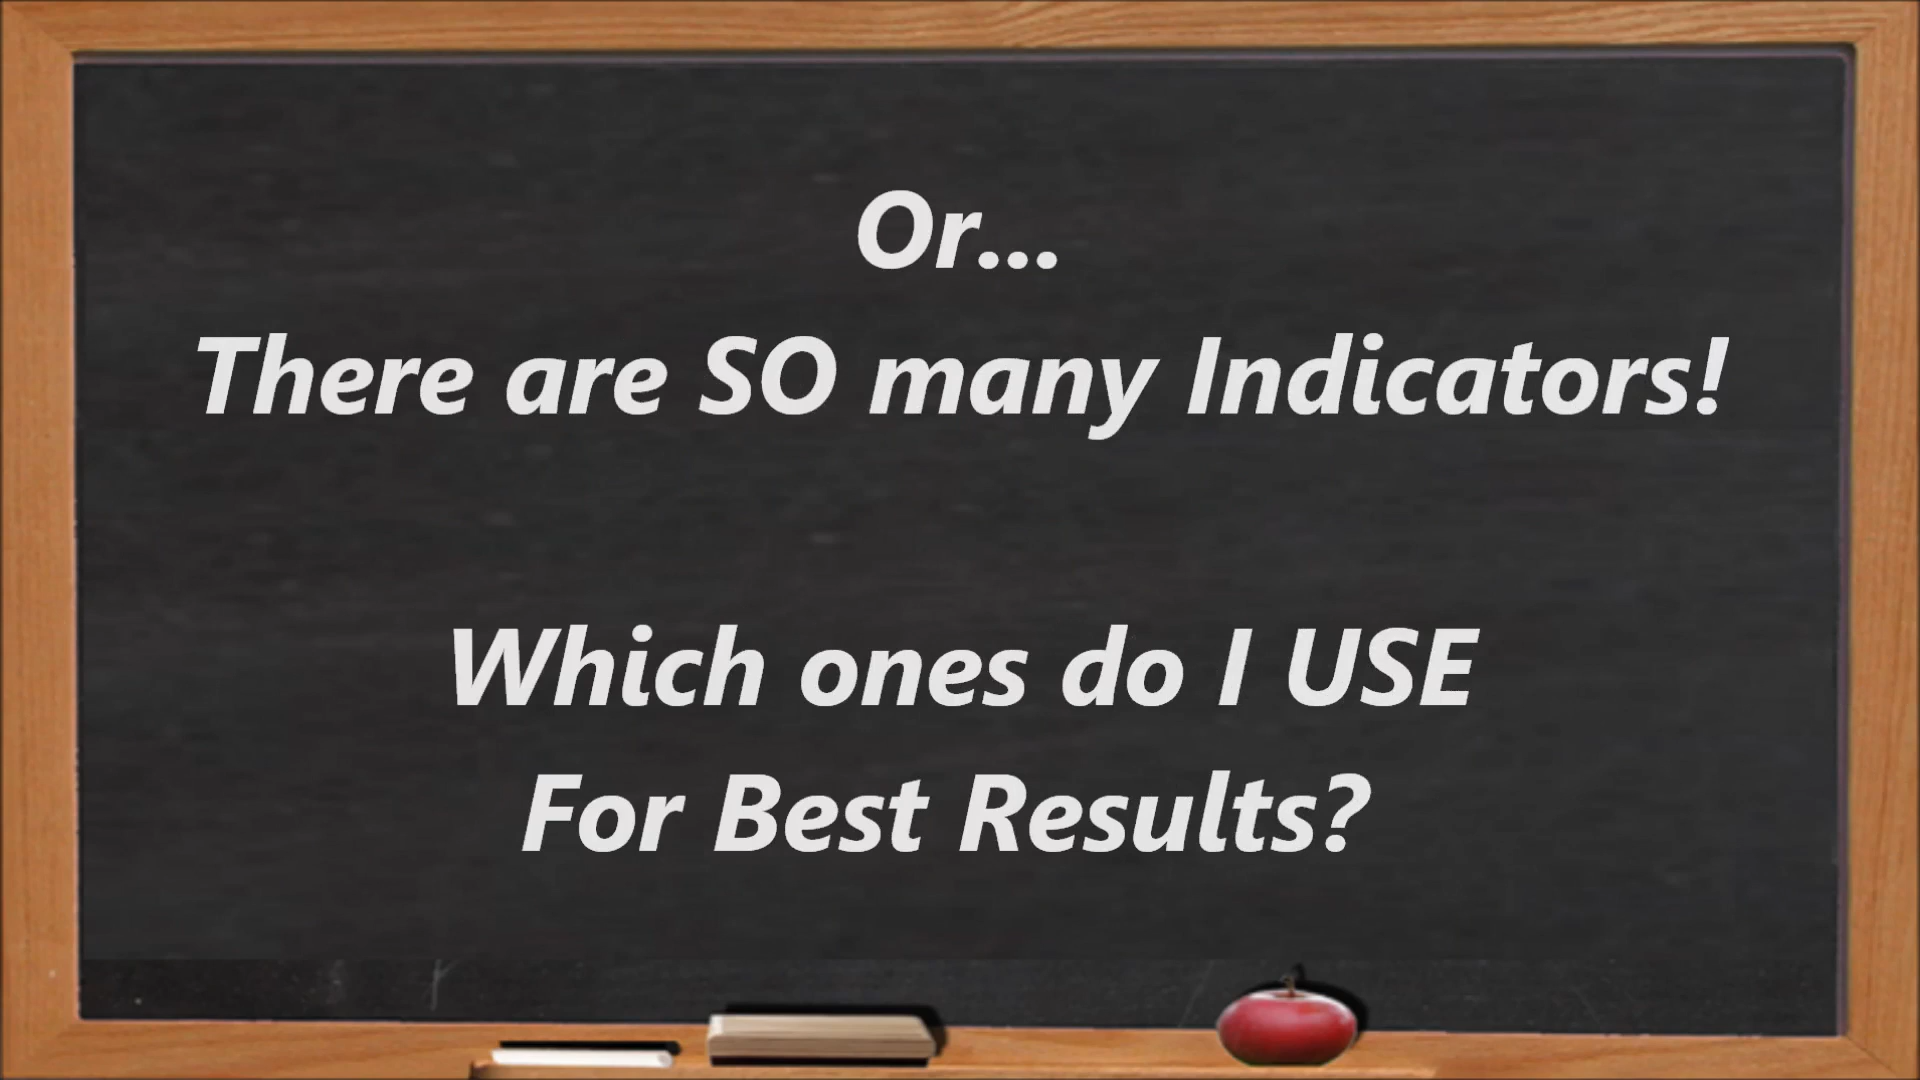 Or...
There are SO many Indicators!
Which ones do I USE
For Best Results?